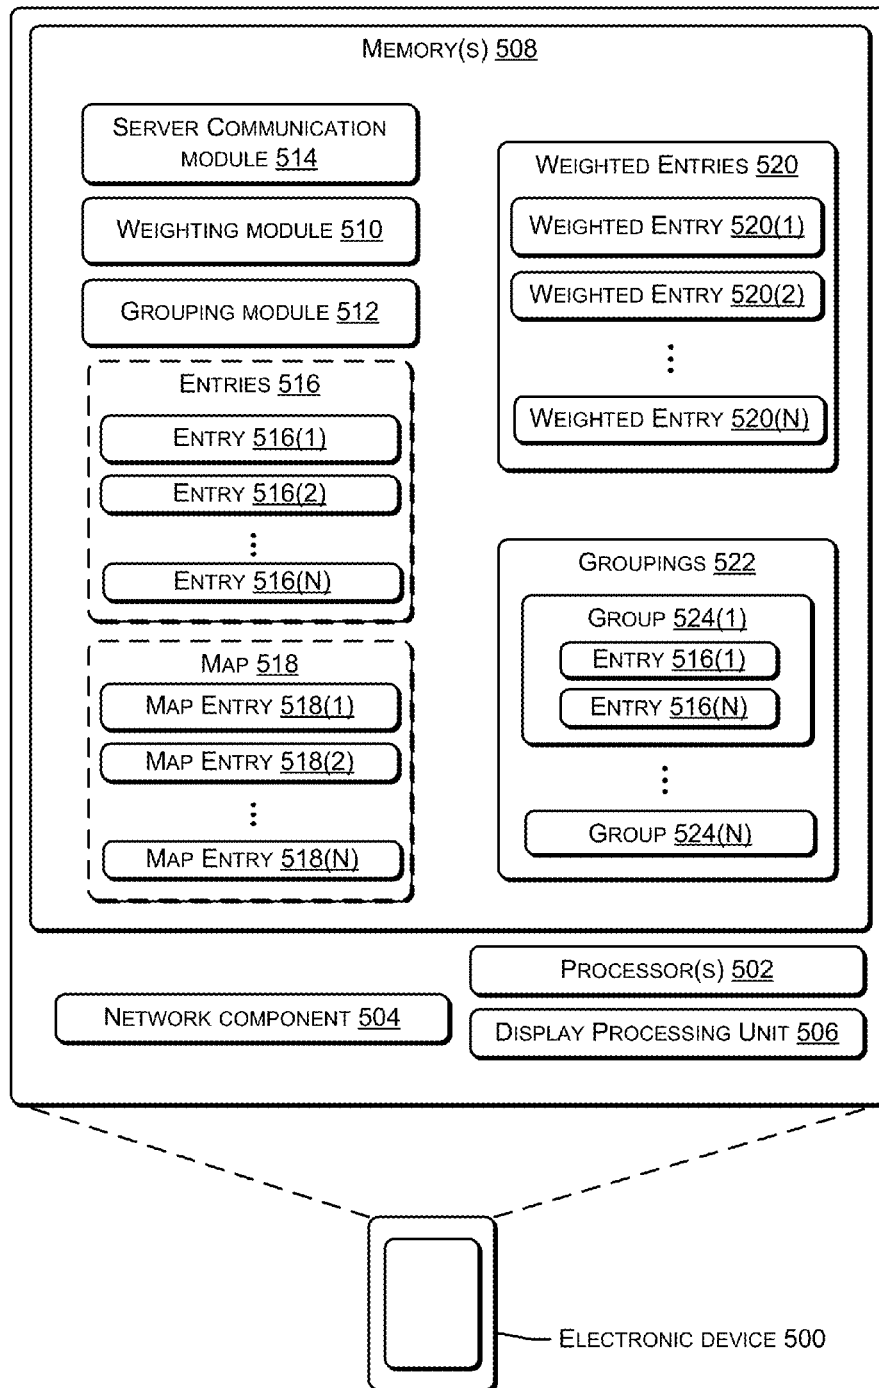 MEMORY(S) 508
SERVER COMMUNICATION
MODULE 514
WEIGHTING MODULE 510
GROUPING MODULE 512
ENTRIES 516
ENTRY 516(1)
ENTRY 516(2)
ENTRY 516(N)
MAP 518
MAP ENTRY 518(1)
MAP ENTRY 518(2)
MAP ENTRY 518(N)
WEIGHTED ENTRIES 520
WEIGHTED ENTRY 520(1)
WEIGHTED ENTRY 520(2)
WEIGHTED ENTRY 520(N)
GROUPINGS 522
GROUP 524(1)
ENTRY 516(1)
ENTRY 516(N)
GROUP 524(N)
PROCESSOR(S) 502
NETWORK COMPONENT 504
DISPLAY PROCESSING UNIT 506
ELECTRONIC DEVICE 500